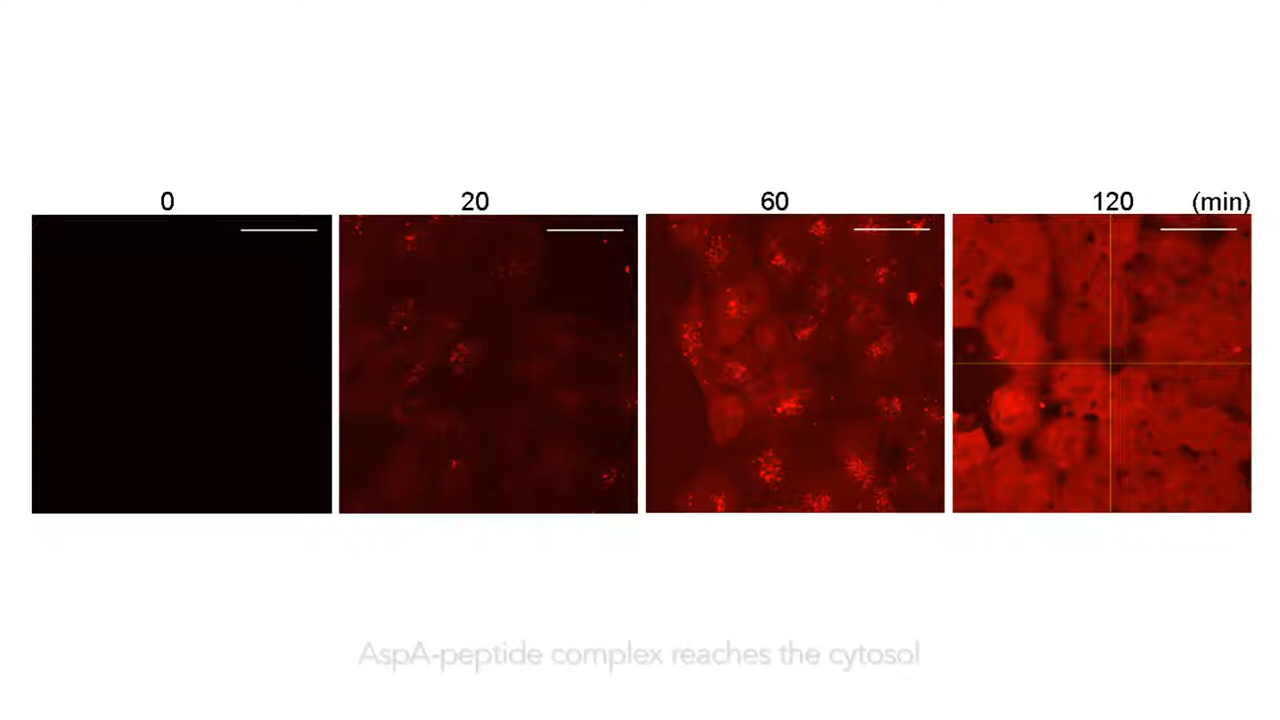 0 20 60 120 (min)
AspA-peptide complex reaches the cytosol